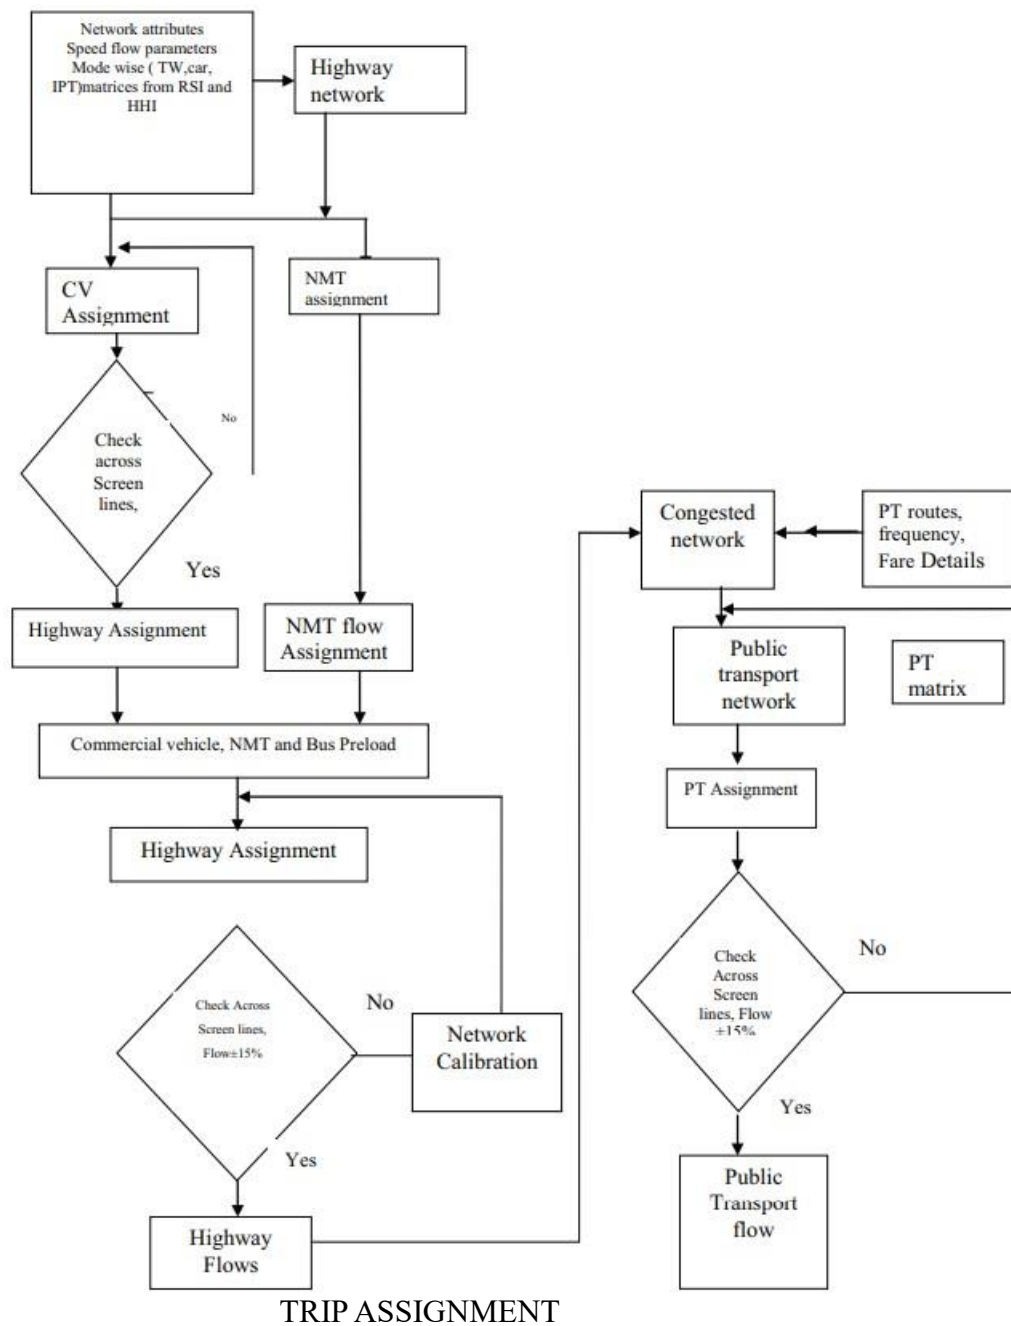 Network attributes
Speed flow parameters
Mode wise ( TW,car,
IPT)matrices from RSI and
HHI
Highway
network
CV
Assignment
NMT
assignment
No
Check
across
Screen
lines,
Yes
Highway Assignment
NMT flow
Assignment
Commercial vehicle, NMT and Bus Preload
Highway Assignment
Check Across
Screen lines,
Flow±15%
No
Network
Calibration
Yes
Highway
Flows
Congested
network
PT routes,
frequency,
Fare Details
Public
transport
network
PT
matrix
PT Assignment
Check
Across
Screen
lines, Flow
±15%
No
Yes
Public
Transport
flow
TRIP ASSIGNMENT